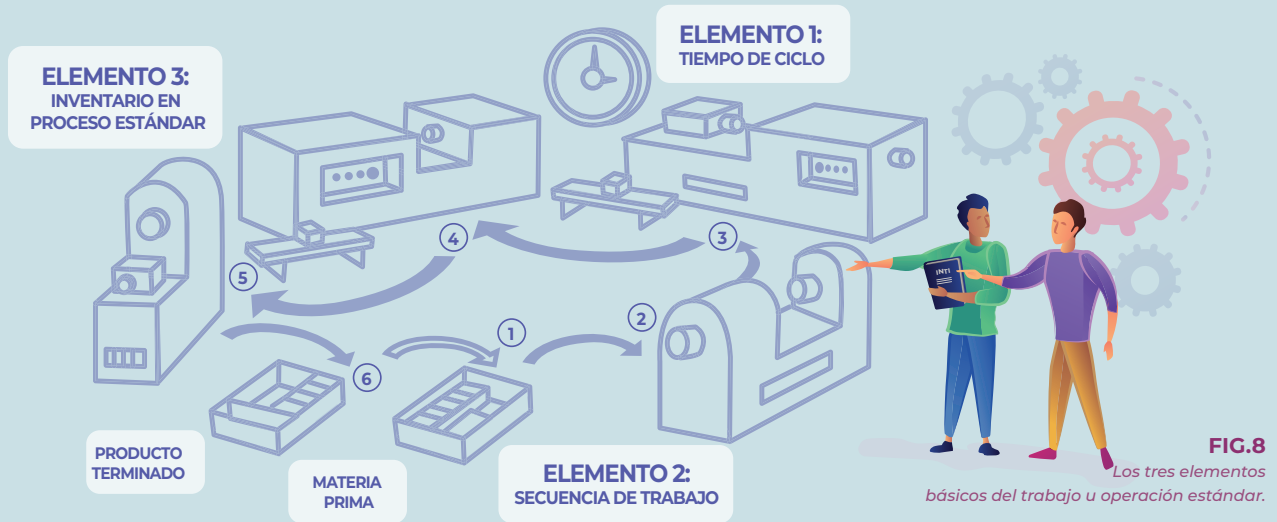 ELEMENTO 1:
TIEMPO DE CICLO
ELEMENTO 3:
INVENTARIO EN
PROCESO ESTÁNDAR
3
4
5
INTI
2
1
6
PRODUCTO
TERMINADO
MATERIA
PRIMA
ELEMENTO 2:
SECUENCIA DE TRABAJO
FIG.8
Los tres elementos
básicos del trabajo u operación estándar.